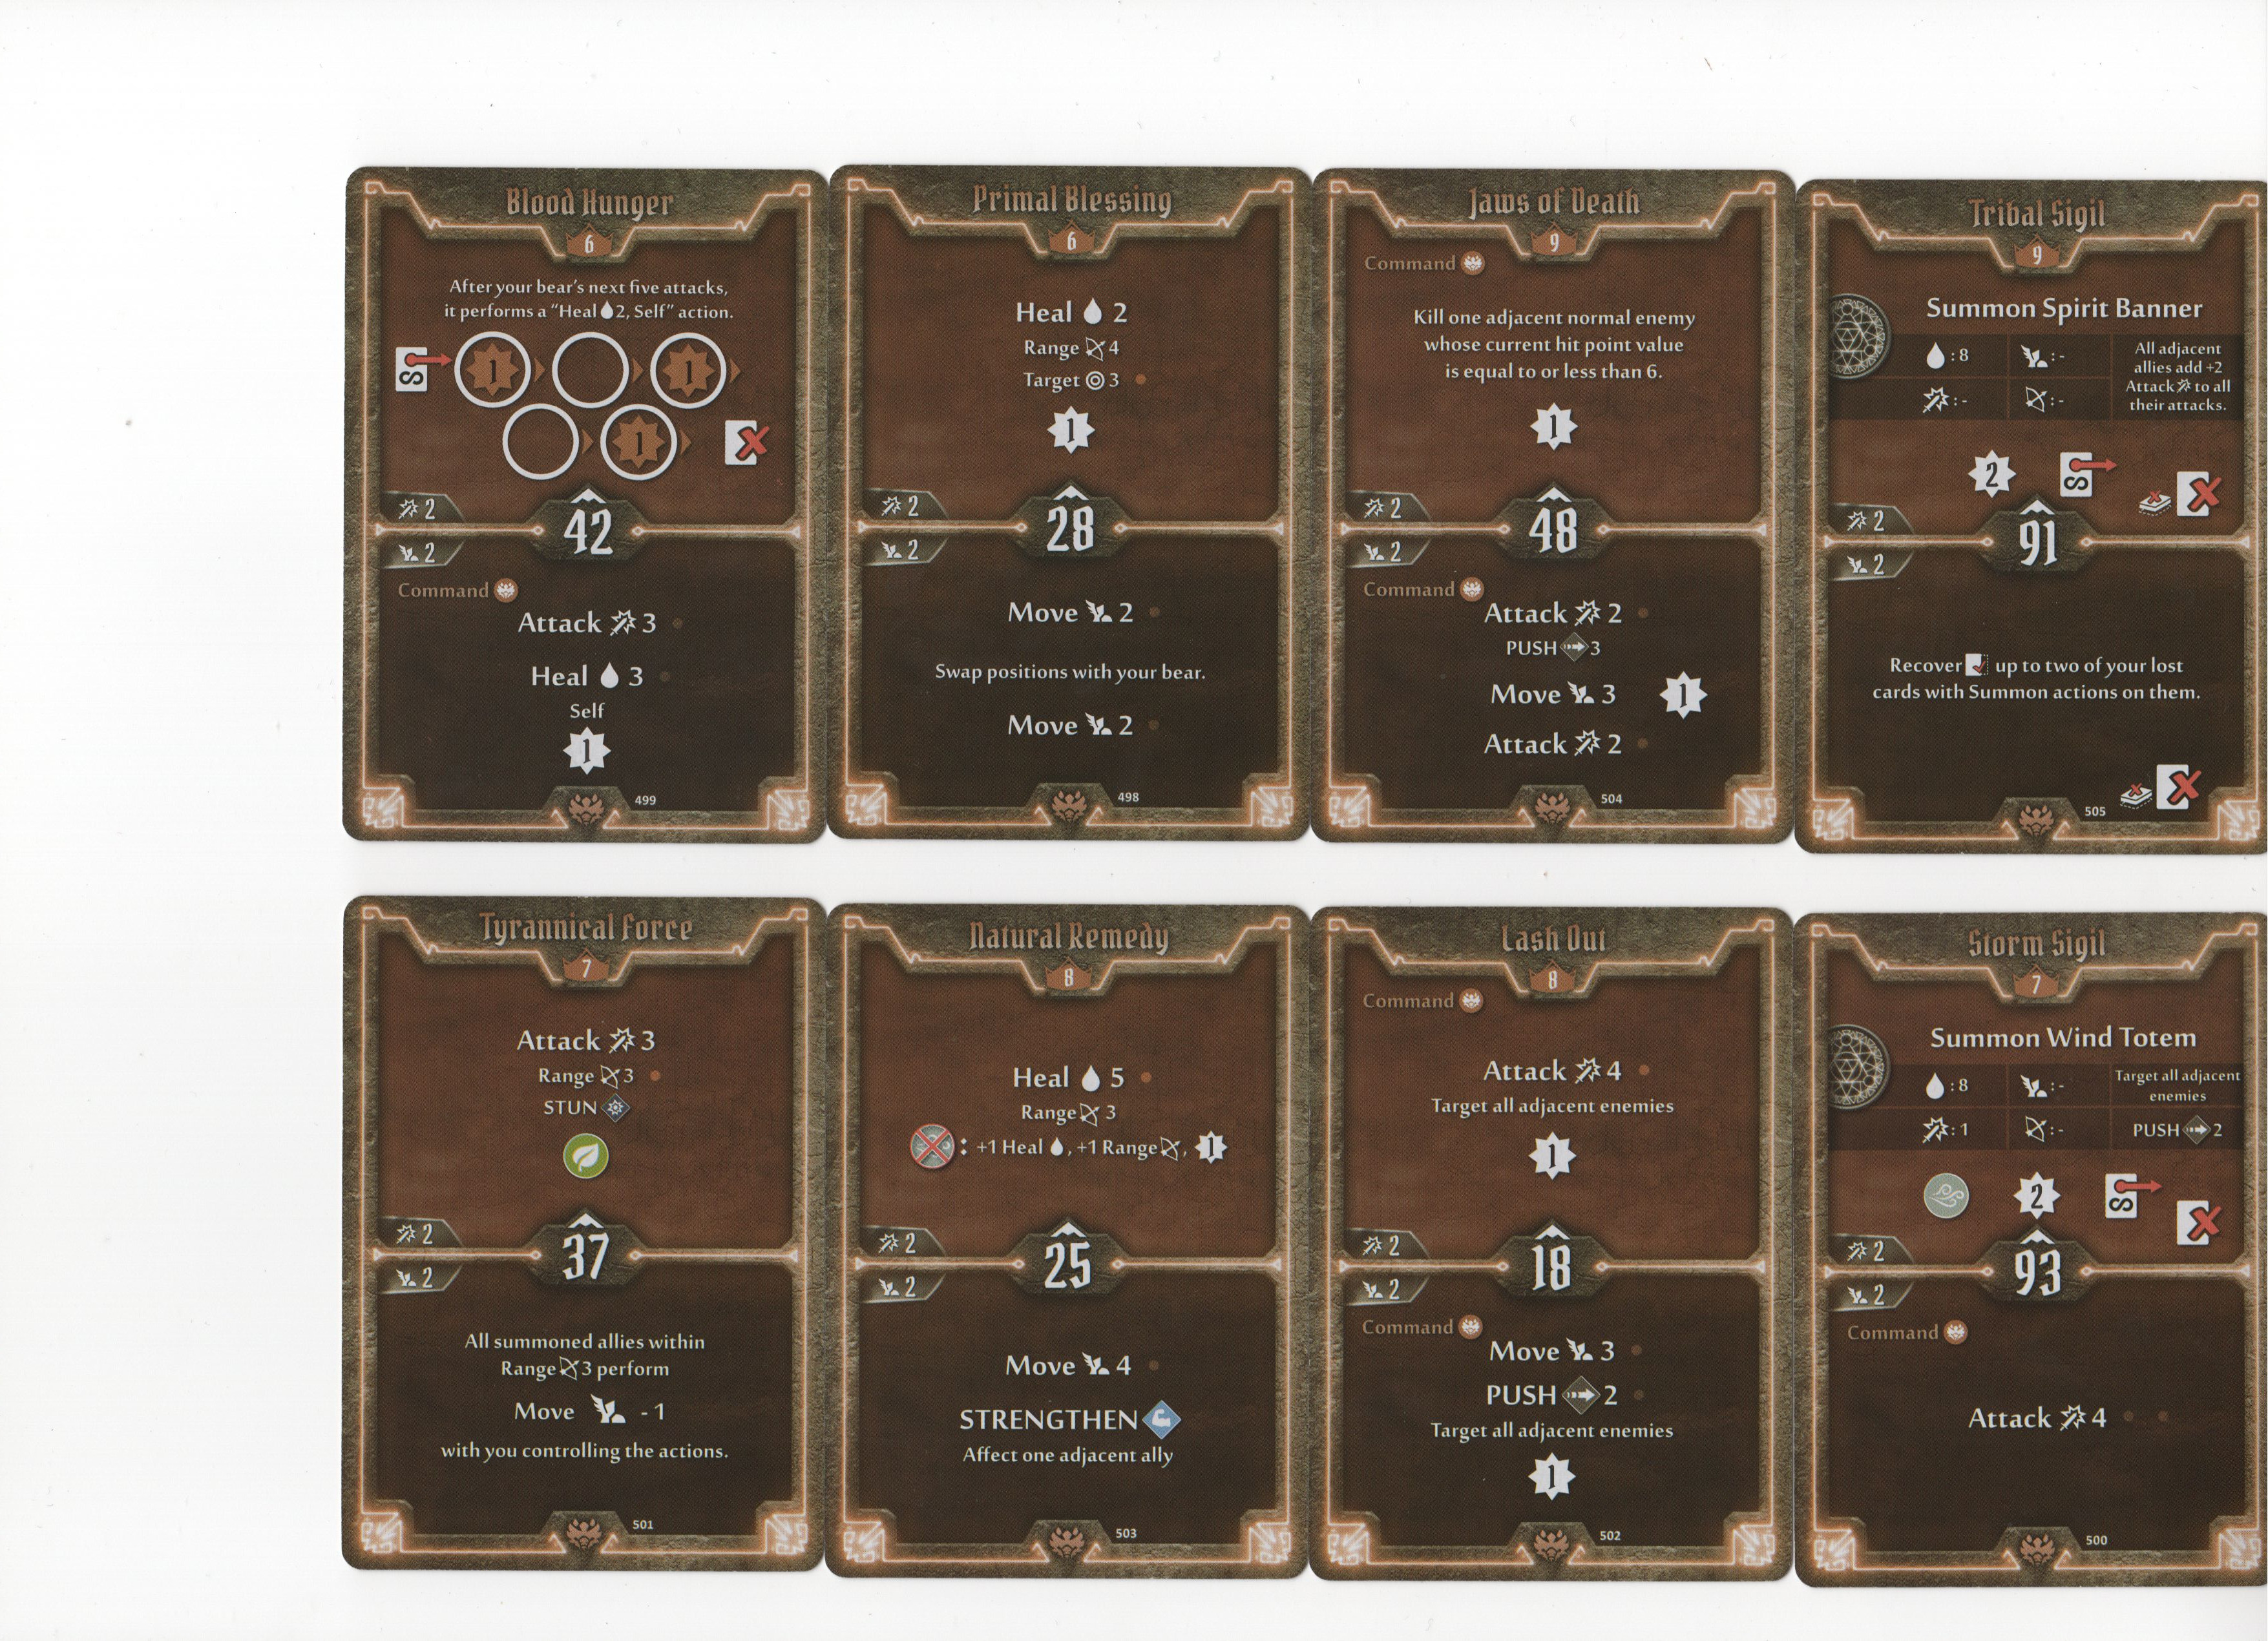 Blood Hunger
6
After your bear's next five attacks,
it performs a "Heal 2, Self" action.
1 1
1
2
42
2
Command
Attack 3
Heal 3
Self
1
499
Primal Blessing
6
Heal 2
Range 4
Target 3
1
2
28
2
Move 2
Swap positions with your bear.
Move 2
498
Jaws of Death
9
Command
Kill one adjacent normal enemy
whose current hit point value
is equal to or less than 6.
1
2
48
2
Command
Attack 2
PUSH 3
Move 3
1
Attack 2
504
Tribal Sigil
9
Summon Spirit Banner
:8 :-
:- :-
All adjacent
allies add +2
Attack to all
their attacks.
2
2
91
2
Recover up to two of your lost
cards with Summon actions on them.
505
Tyrannical Force
7
Attack 3
Range 3
STUN
2
37
2
All summoned allies within
Range 3 perform
Move - 1
with you controlling the actions.
501
Natural Remedy
8
Heal 5
Range 3
: +1 Heal , +1 Range , 1
2
25
2
Move 4
STRENGTHEN
Affect one adjacent ally
503
Lash Out
8
Command
Attack 4
Target all adjacent enemies
1
2
18
2
Command
Move 3
PUSH 2
Target all adjacent enemies
1
502
Storm Sigil
7
Summon Wind Totem
:8 :-
:1 :-
Target all adjacent
enemies
PUSH 2
2
2
93
2
Command
Attack 4
500